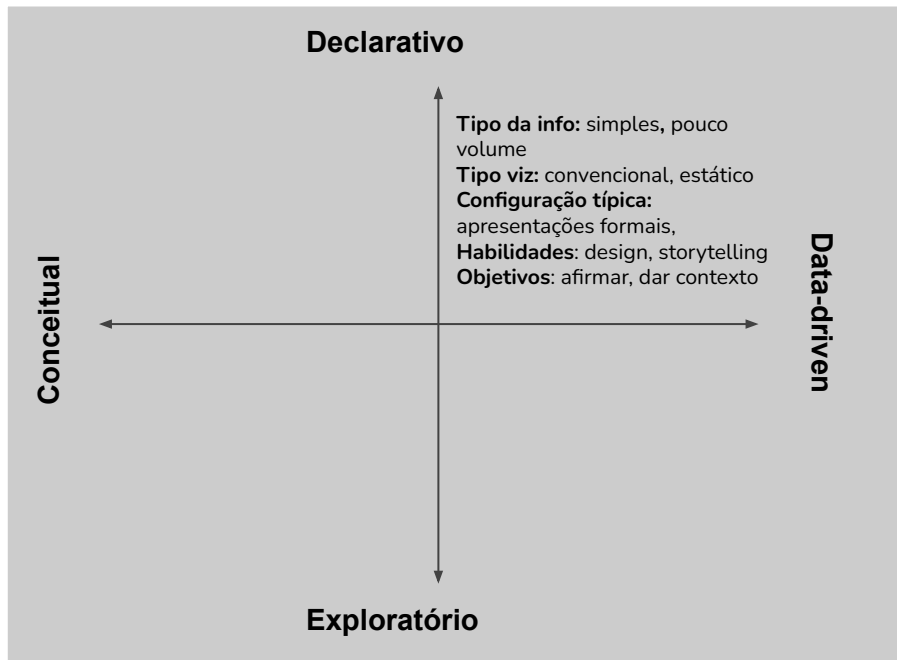 Declarativo
Tipo da info: simples, pouco
volume
Tipo viz: convencional, estático
Configuração típica:
apresentações formais,
Habilidades: design, storytelling
Objetivos: afirmar, dar contexto
Conceitual
Data-driven
Exploratório